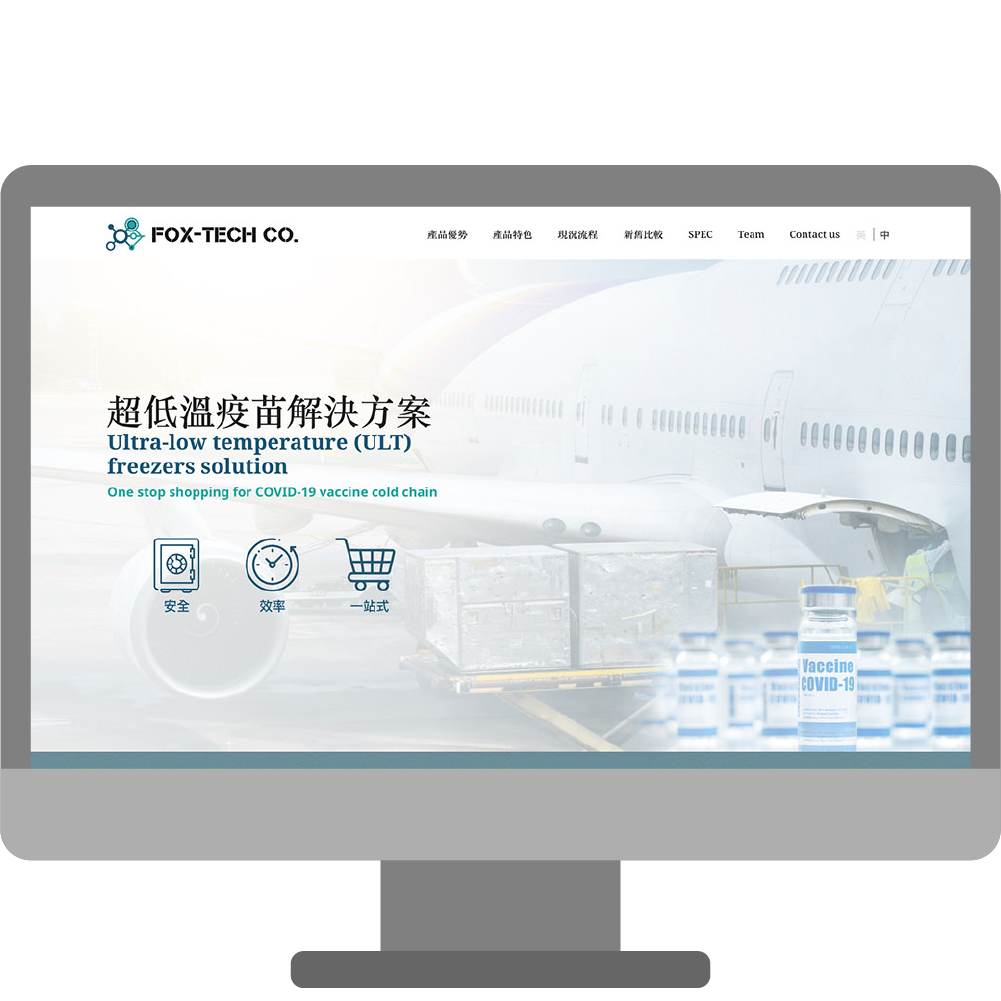 FOX-TECH CO.
產品優勢 產品特色 現況流程 新舊比較 SPEC Team Contact us 英 | 中
超低溫疫苗解決方案
Ultra-low temperature (ULT)
freezers solution
One stop shopping for COVID-19 vaccine cold chain
安全 效率 一站式
Vaccine
COVID-19